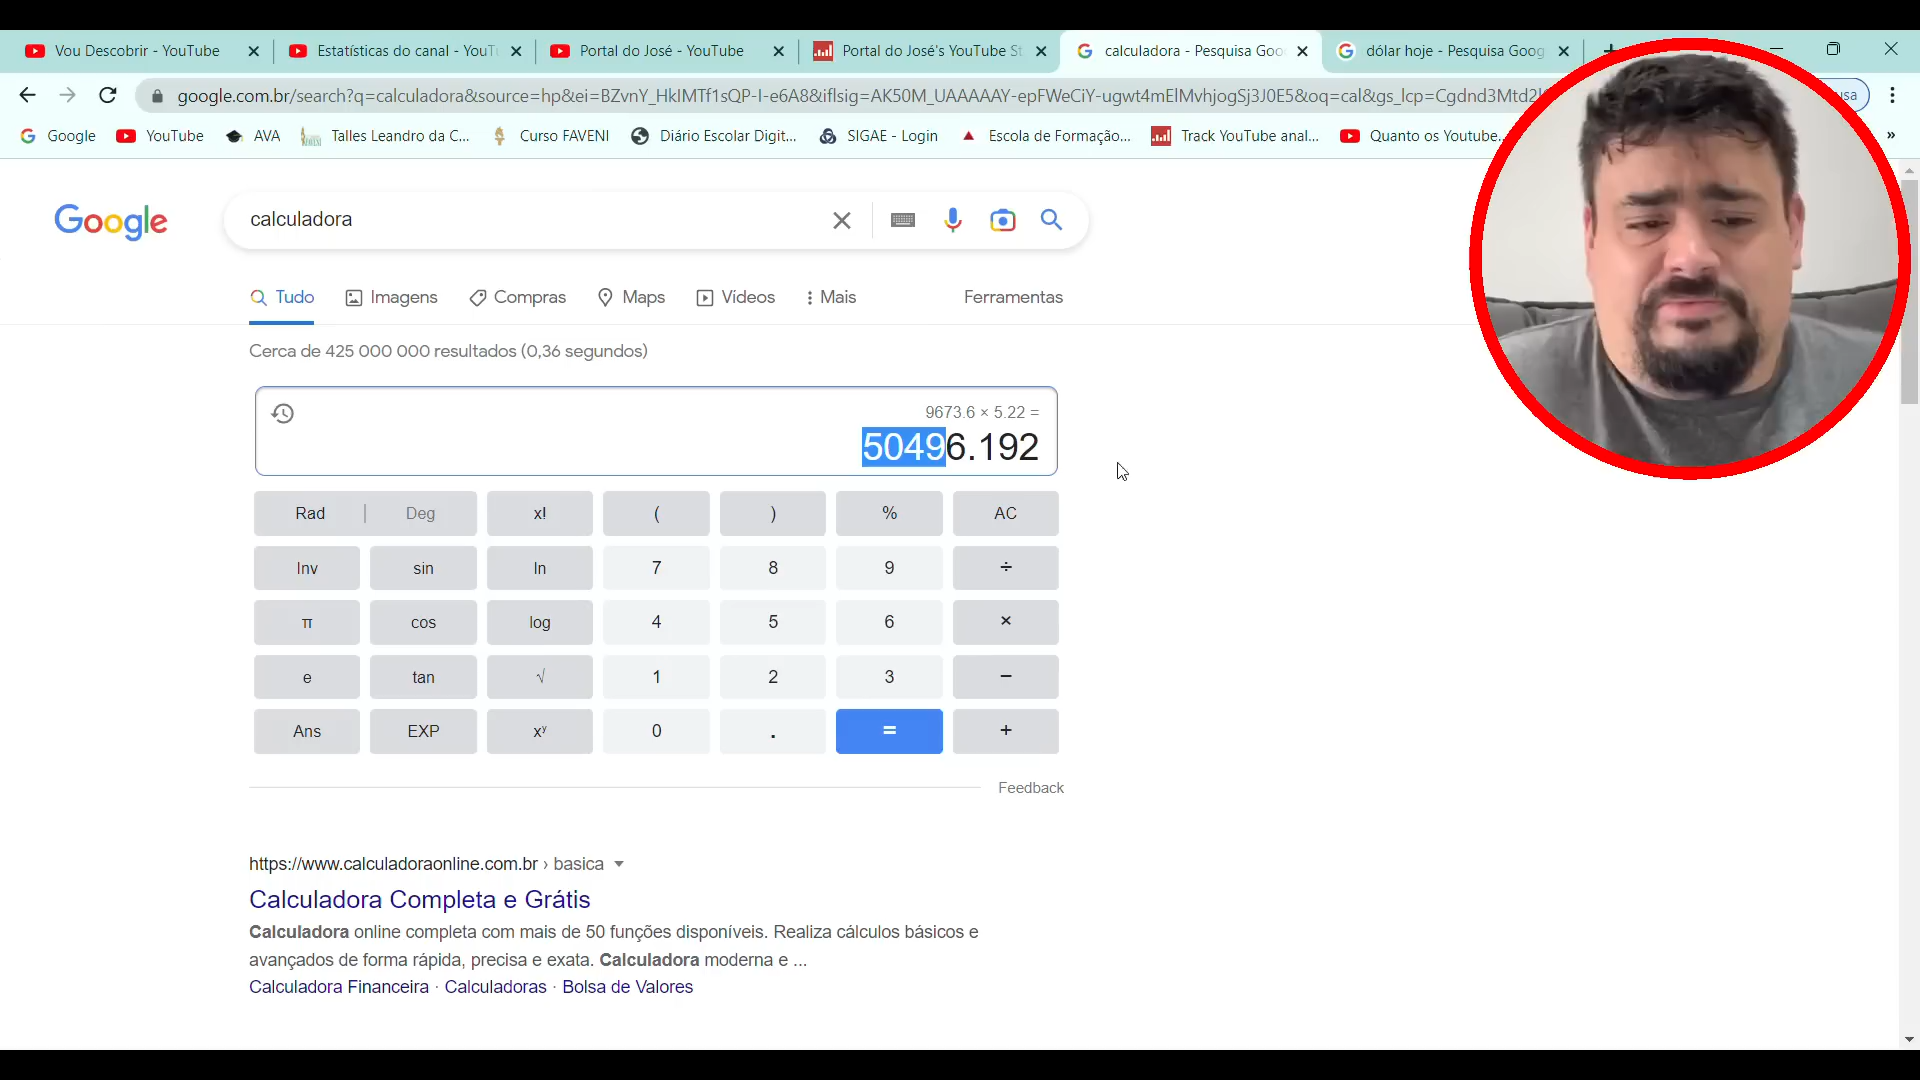 Vou Descobrir - YouTube
Estatísticas do canal - YouTu
Portal do José - YouTube
Portal do José's YouTube St
calculadora - Pesquisa Goo
dólar hoje - Pesquisa Goog
google.com.br/search?q=calculadora&source=hp&ei=BZvnY_HkIMTf1sQP-I-e6A8&iflsig=AK50M_UAAAAAY-epFWeCiY-ugwt4mElMvhjogSj3J0E5&oq=cal&gs_lcp=Cgdnd3Mtd2l
usa
Google
YouTube
AVA
Talles Leandro da C...
Curso FAVENI
Diário Escolar Digit...
SIGAE - Login
Escola de Formação...
Track YouTube anal...
Quanto os Youtube...
»
Google
calculadora
Tudo
Imagens
Compras
Maps
Vídeos
Mais
Ferramentas
Cerca de 425 000 000 resultados (0,36 segundos)
9673.6 × 5.22 =
50496.192
Rad | Deg x! ( ) % AC
Inv sin ln 7 8 9 ÷
π cos log 4 5 6 ×
e tan √ 1 2 3 −
Ans EXP xʸ 0 . = +
Feedback
https://www.calculadoraonline.com.br › basica
Calculadora Completa e Grátis
Calculadora online completa com mais de 50 funções disponíveis. Realiza cálculos básicos e
avançados de forma rápida, precisa e exata. Calculadora moderna e ...
Calculadora Financeira · Calculadoras · Bolsa de Valores